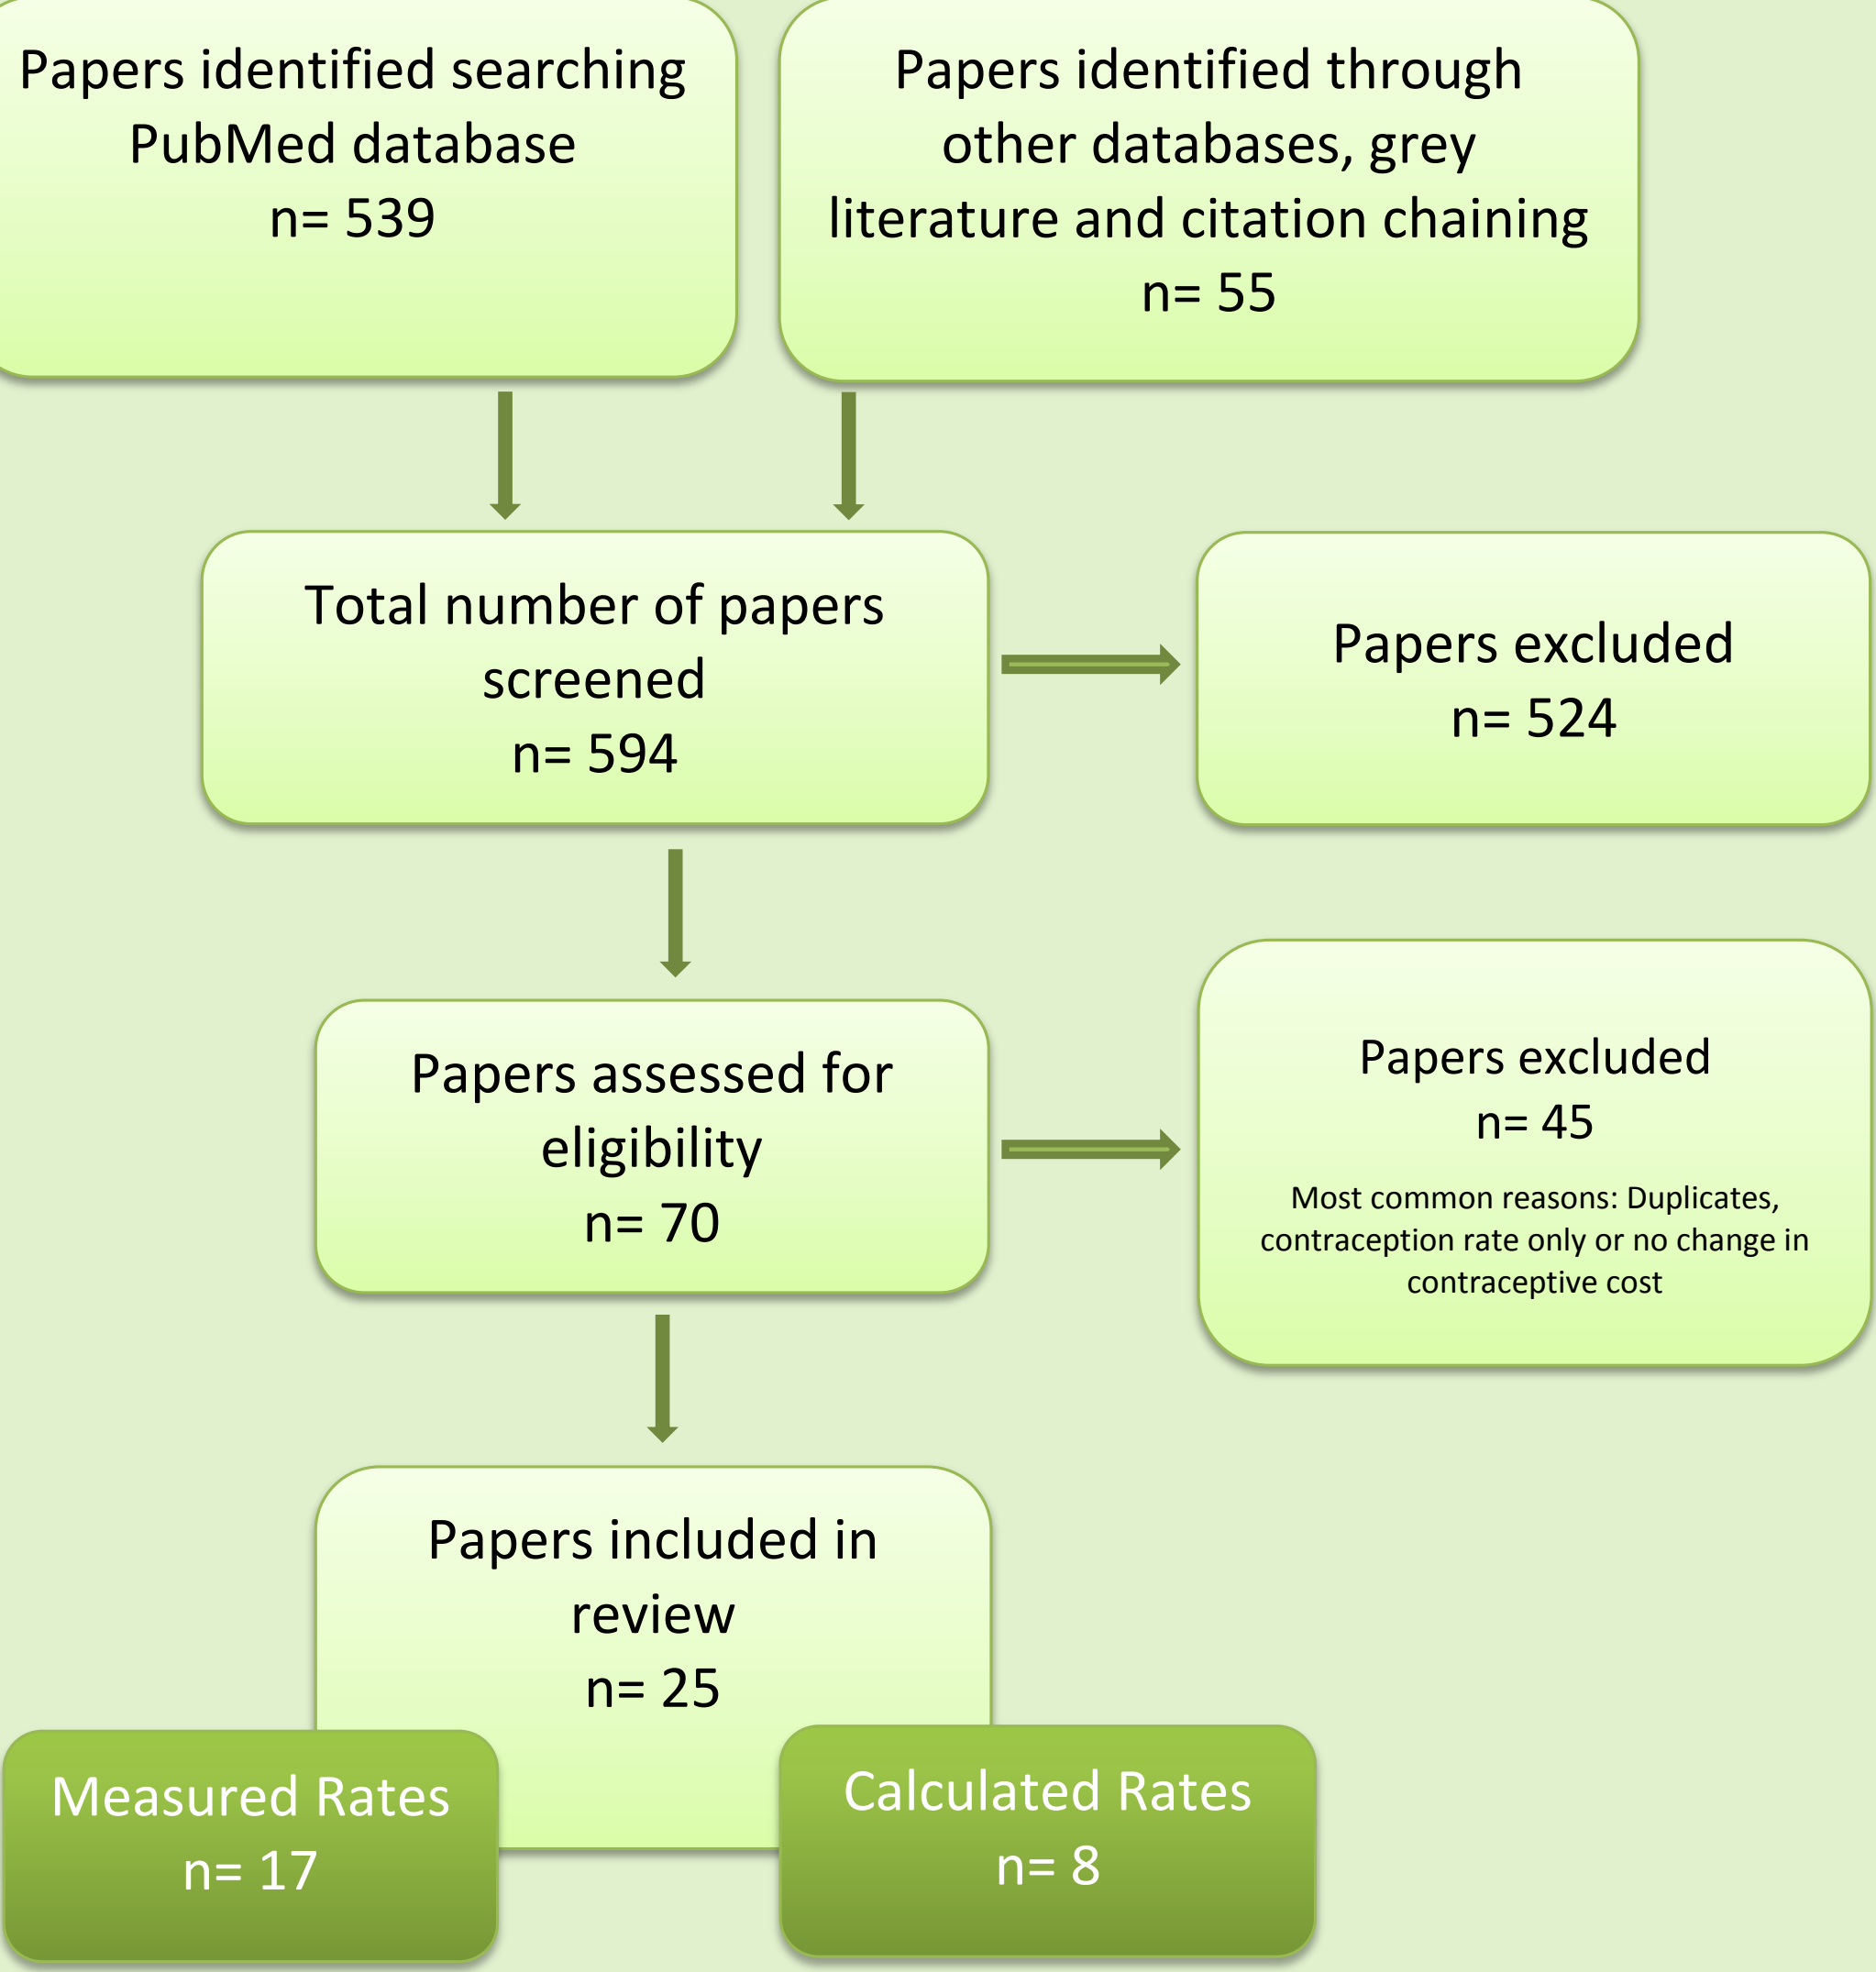 Papers identified searching
PubMed database
n= 539
Papers identified through
other databases, grey
literature and citation chaining
n= 55
Total number of papers
screened
n= 594
Papers excluded
n= 524
Papers assessed for
eligibility
n= 70
Papers excluded
n= 45
Most common reasons: Duplicates,
contraception rate only or no change in
contraceptive cost
Papers included in
review
n= 25
Measured Rates
n= 17
Calculated Rates
n= 8